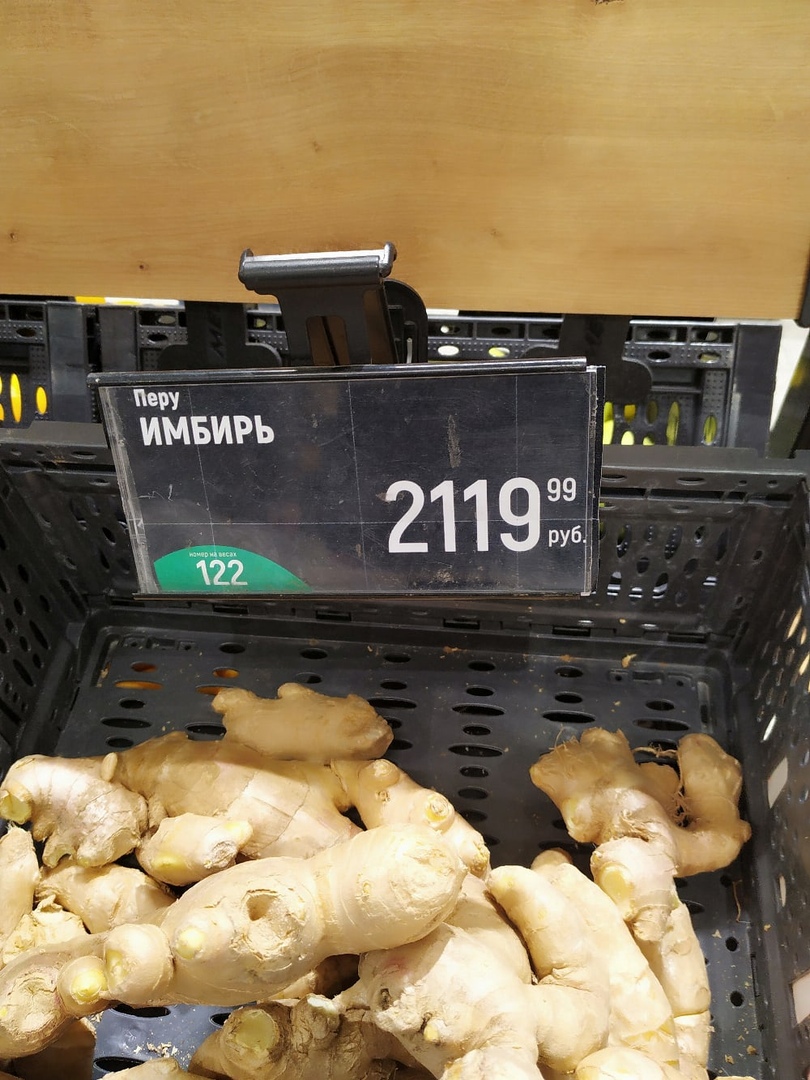 Перу
ИМБИРЬ
2119 99
руб.
номер на весах
122